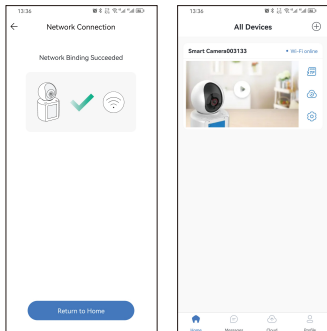 13:36
Network Connection
Network Binding Succeeded
Return to Home
13:36
All Devices
Smart Camera003133
Wi-Fi online
Home
Messages
Cloud
Profile